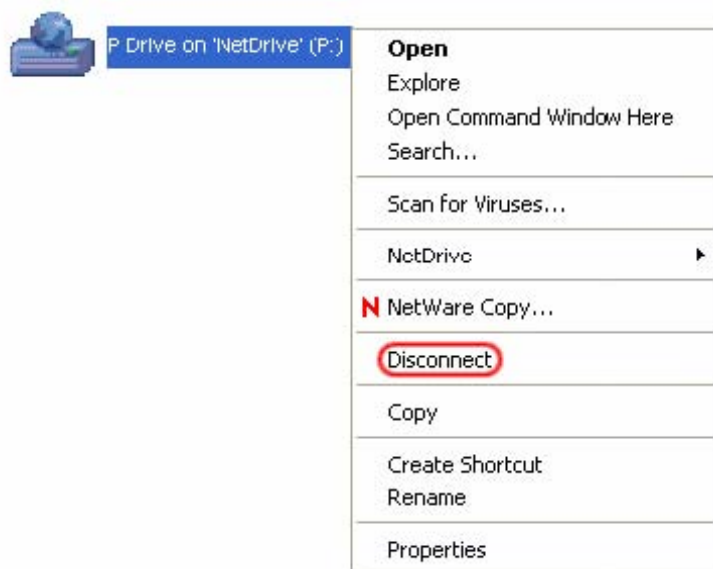 P Drive on 'NetDrive' (P:)
Open
Explore
Open Command Window Here
Search...
Scan for Viruses...
NetDrive
N NetWare Copy...
Disconnect
Copy
Create Shortcut
Rename
Properties